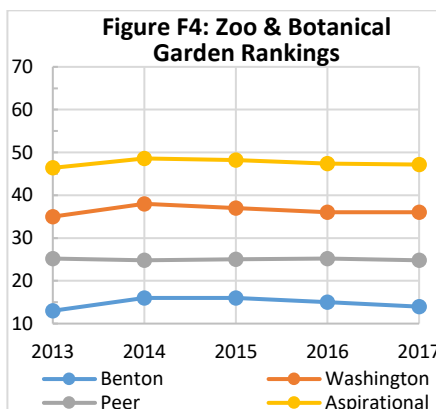 Figure F4: Zoo & Botanical
Garden Rankings
70
60
50
40
30
20
10
2013 2014 2015 2016 2017
Benton Washington
Peer Aspirational